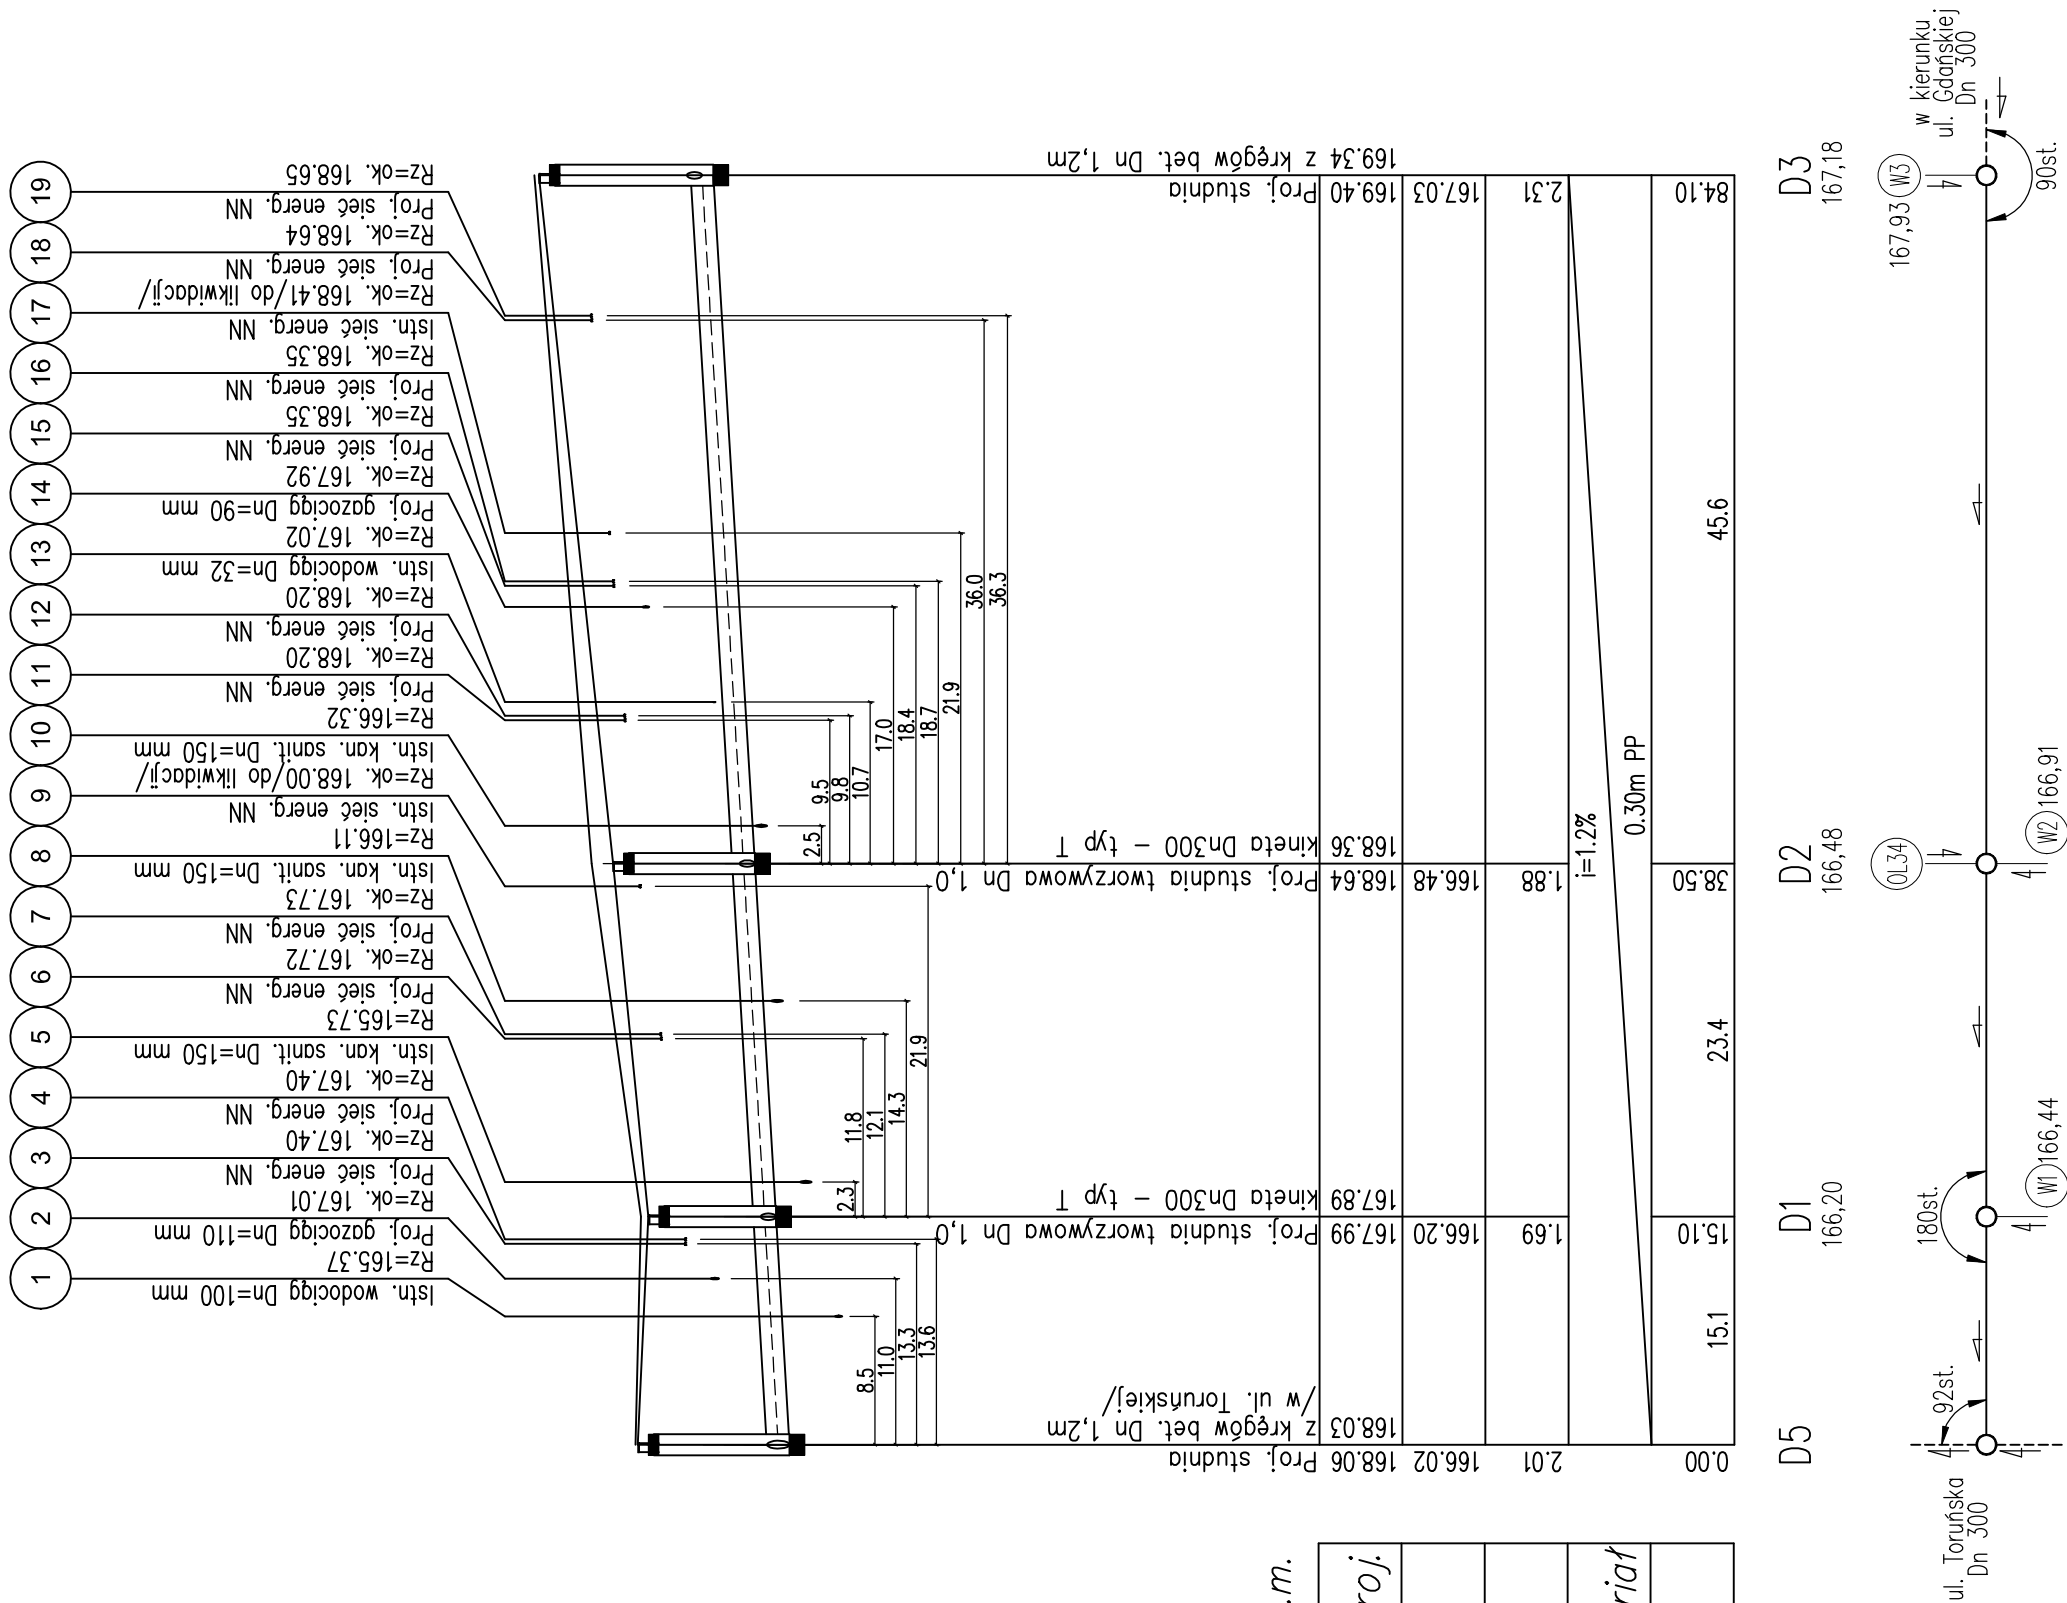 1
Istn. wodociąg Dn=100 mm
Rz=165.37
2
Proj. gazociąg Dn=110 mm
Rz=ok. 167.01
3
Proj. sieć energ. NN
Rz=ok. 167.40
4
Proj. sieć energ. NN
Rz=ok. 167.40
5
Istn. kan. sanit. Dn=150 mm
Rz=165.73
6
Proj. sieć energ. NN
Rz=ok. 167.72
7
Proj. sieć energ. NN
Rz=ok. 167.73
8
Istn. kan. sanit. Dn=150 mm
Rz=166.11
9
Istn. sieć energ. NN
Rz=ok. 168.00/do likwidacji/
10
Istn. kan. sanit. Dn=150 mm
Rz=166.32
11
Proj. sieć energ. NN
Rz=ok. 168.20
12
Proj. sieć energ. NN
Rz=ok. 168.20
13
Istn. wodociąg Dn=32 mm
Rz=ok. 167.02
14
Proj. gazociąg Dn=90 mm
Rz=ok. 167.92
15
Proj. sieć energ. NN
Rz=ok. 168.35
16
Proj. sieć energ. NN
Rz=ok. 168.35
17
Istn. sieć energ. NN
Rz=ok. 168.41/do likwidacji/
18
Proj. sieć energ. NN
Rz=ok. 168.64
19
Proj. sieć energ. NN
Rz=ok. 168.65
8.5
11.0
13.3
13.6
2.3
11.8
12.1
14.3
21.9
2.5
9.5
9.8
10.7
17.0
18.4
18.7
21.9
36.0
36.3
Proj. studnia
z kręgów bet. Dn 1,2m
/w ul. Toruńskiej/
Proj. studnia tworzywowa Dn 1,0
kineta Dn300 – typ T
Proj. studnia tworzywowa Dn 1,0
kineta Dn300 – typ T
Proj. studnia
z kręgów bet. Dn 1,2m
.m.
roj.
168.06
168.03
167.99
167.89
168.64
168.36
169.40
169.34
166.02
166.20
166.48
167.03
2.01
1.69
1.88
2.31
riał
i=1.2%
0.30m PP
0.00
15.1
15.10
23.4
38.50
45.6
84.10
D5
D1
166,20
D2
166,48
D3
167,18
ul. Toruńska
Dn 300
92st.
180st.
W1
166,44
OL34
W2
166,91
167,93
W3
90st.
w kierunku
ul. Gdańskiej
Dn 300